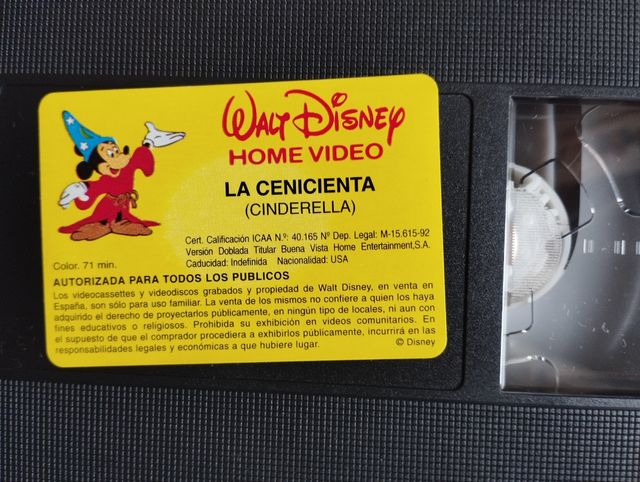 WALT DISNEY
HOME VIDEO
LA CENICIENTA
(CINDERELLA)
Cert. Calificación ICAA N.º: 40.165 Nº Dep. Legal: M-15.615-92
Versión Doblada Titular Buena Vista Home Entertainment,S.A.
Caducidad: Indefinida Nacionalidad: USA
Color. 71 min.
AUTORIZADA PARA TODOS LOS PUBLICOS
Los videocassettes y videodiscos grabados y propiedad de Walt Disney, en venta en
España, son sólo para uso familiar. La venta de los mismos no confiere a quien los haya
adquirido el derecho de proyectarlos públicamente, en ningún tipo de locales, ni aun con
fines educativos o religiosos. Prohibida su exhibición en videos comunitarios. En
el supuesto de que el comprador procediera a exhibirlos públicamente, incurrirá en las
responsabilidades legales y económicas a que hubiere lugar.
© Disney